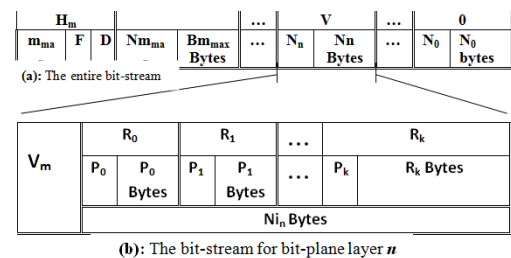 Hm ... V ... 0
mma F D Nmma Bmmax Bytes ... Nn Nn Bytes ... N0 N0 bytes
(a): The entire bit-stream
Vm R0 R1 ... Rk
P0 P0 Bytes P1 P1 Bytes ... Pk Rk Bytes
Nin Bytes
(b): The bit-stream for bit-plane layer n